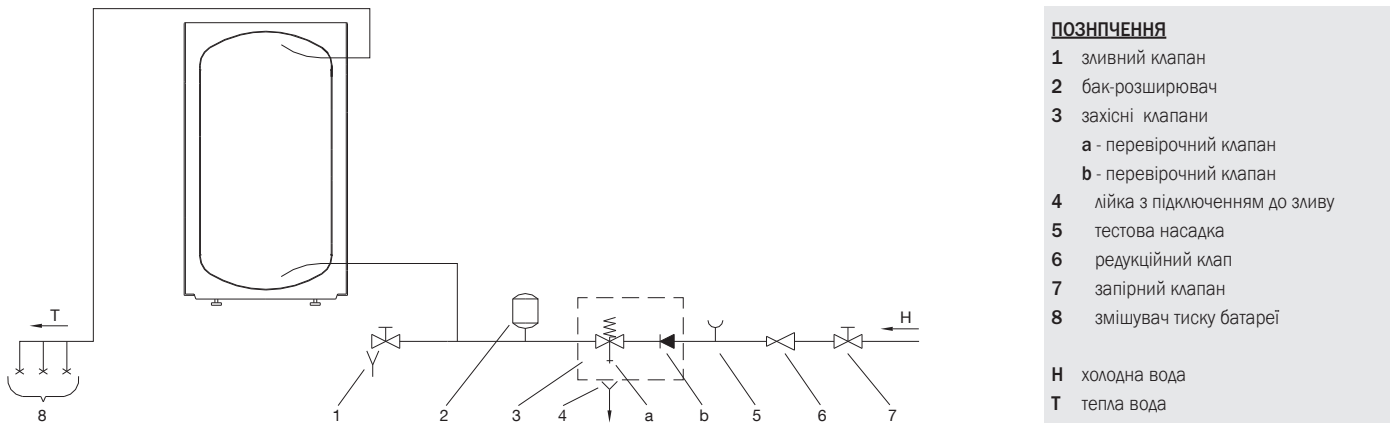 T
H
8
1
2
3
4
a
b
5
6
7
ПОЗНПЧЕННЯ
1 зливний клапан
2 бак-розширювач
3 захісні клапани
a - перевірочний клапан
b - перевірочний клапан
4 лійка з підключенням до зливу
5 тестова насадка
6 редукційний клап
7 запірний клапан
8 змішувач тиску батареї
H холодна вода
T тепла вода